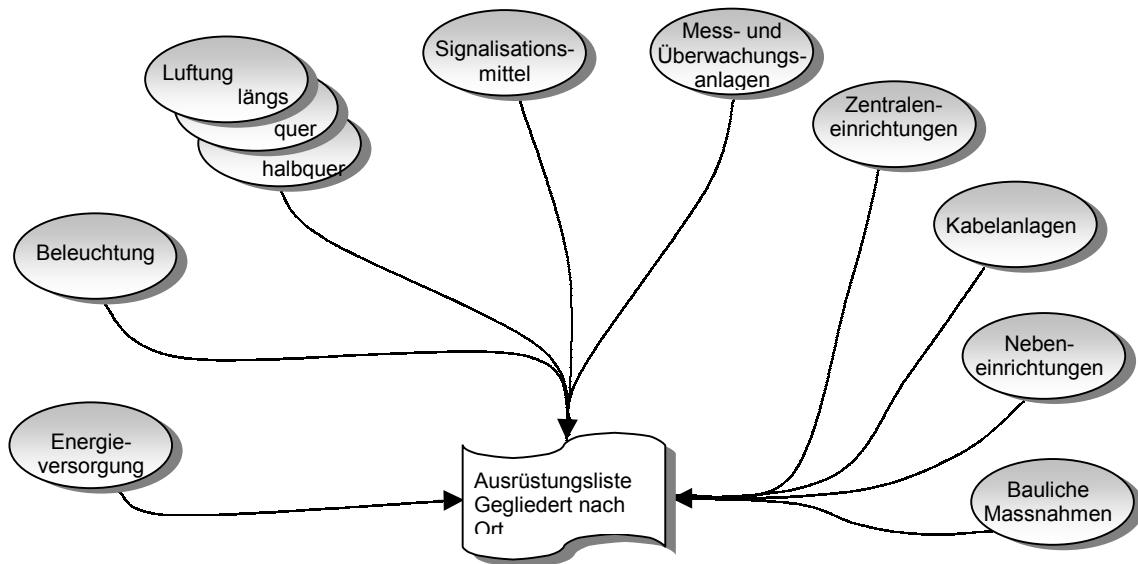 Mess- und
Überwachungs-
anlagen
Signalisations-
mittel
Luftung
längs
quer
halbquer
Zentralen-
einrichtungen
Kabelanlagen
Beleuchtung
Neben-
einrichtungen
Energie-
versorgung
Ausrüstungsliste
Gegliedert nach
Ort
Bauliche
Massnahmen